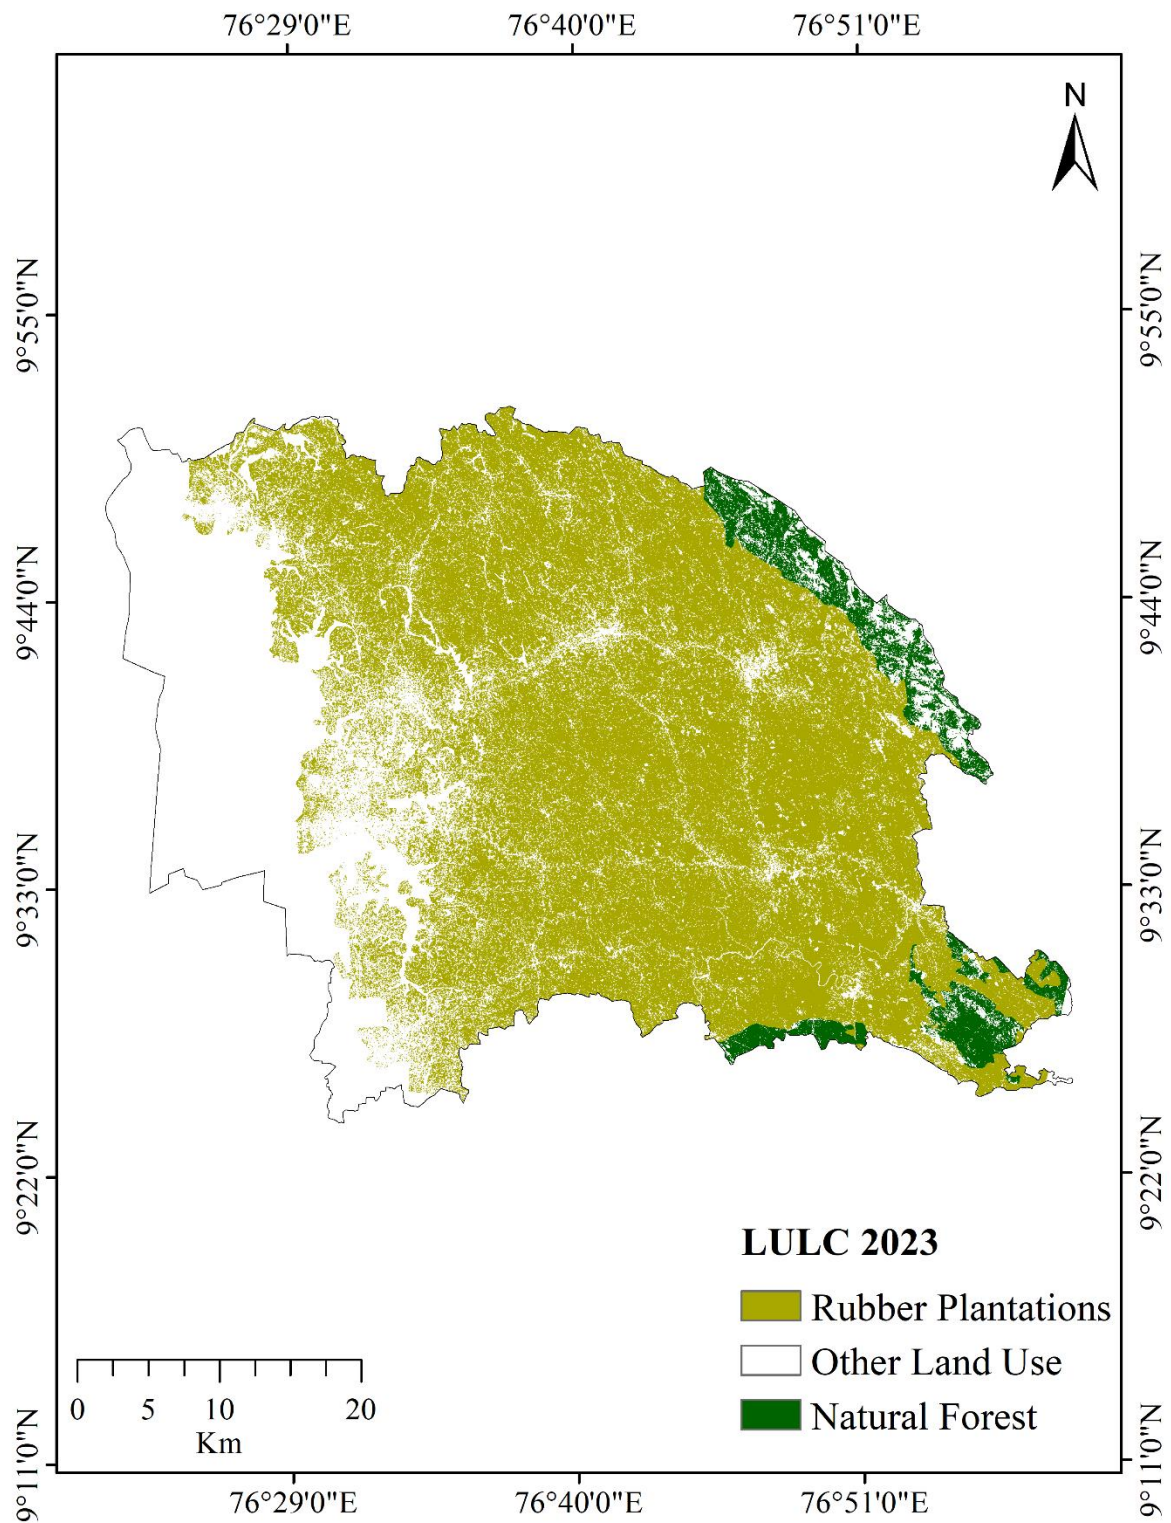 76°29'0"E 76°40'0"E 76°51'0"E
N
9°55'0"N 9°55'0"N
9°44'0"N 9°44'0"N
9°33'0"N 9°33'0"N
9°22'0"N 9°22'0"N
LULC 2023
Rubber Plantations
Other Land Use
Natural Forest
0 5 10 20
Km
9°11'0"N 9°11'0"N
76°29'0"E 76°40'0"E 76°51'0"E